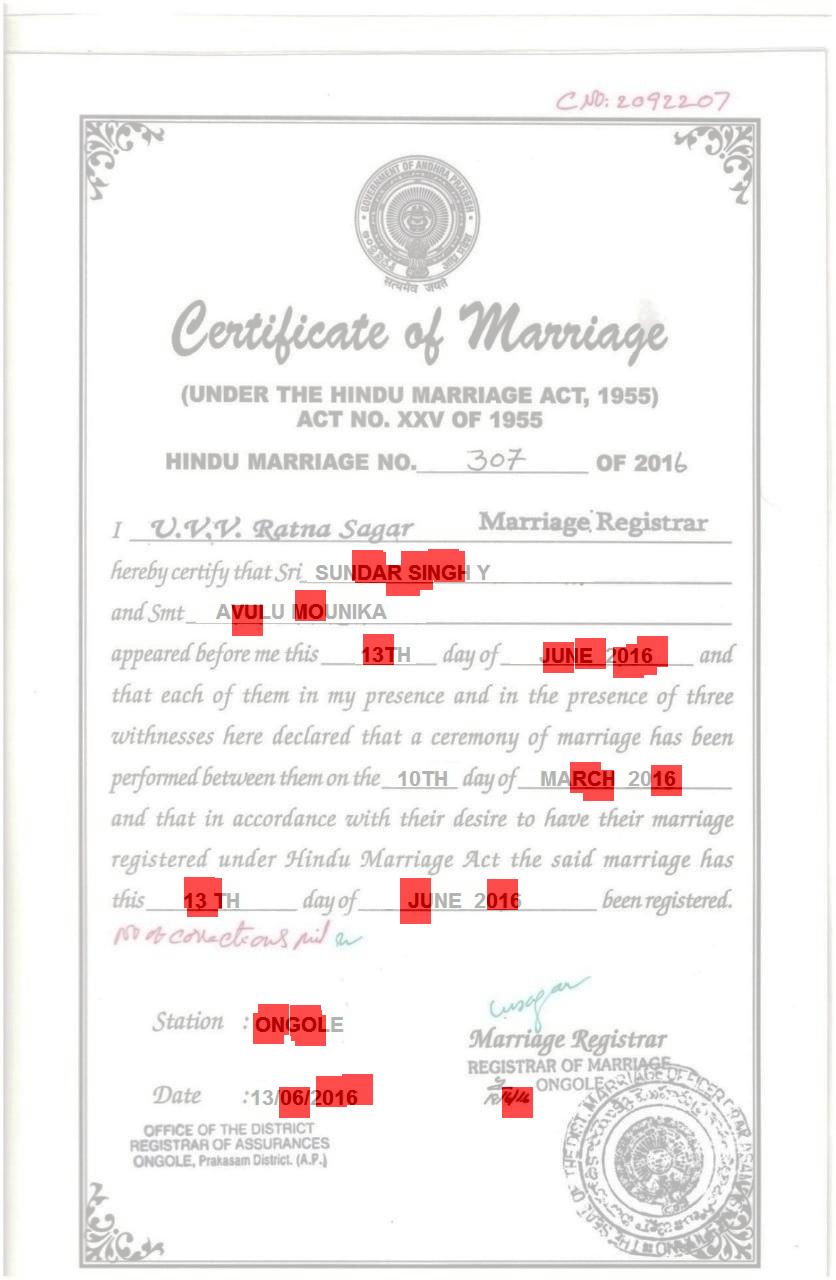 C.NO: 2092207
GOVERNMENT OF ANDHRA PRADESH
सत्यमेव जयते
Certificate of Marriage
(UNDER THE HINDU MARRIAGE ACT, 1955)
ACT NO. XXV OF 1955
HINDU MARRIAGE NO. 307 OF 2016
I U.V.V. Ratna Sagar Marriage Registrar
hereby certify that Sri SUNDAR SINGH Y
and Smt AVULU MOUNIKA
appeared before me this 13TH day of JUNE 2016 and
that each of them in my presence and in the presence of three
withnesses here declared that a ceremony of marriage has been
performed between them on the 10TH day of MARCH 2016
and that in accordance with their desire to have their marriage
registered under Hindu Marriage Act the said marriage has
this 13 TH day of JUNE 2016 been registered.
No of corrections nil
Station : ONGOLE
Marriage Registrar
REGISTRAR OF MARRIAGE
ONGOLE
Date :13/06/2016
OFFICE OF THE DISTRICT
REGISTRAR OF ASSURANCES
ONGOLE, Prakasam District. (A.P.)